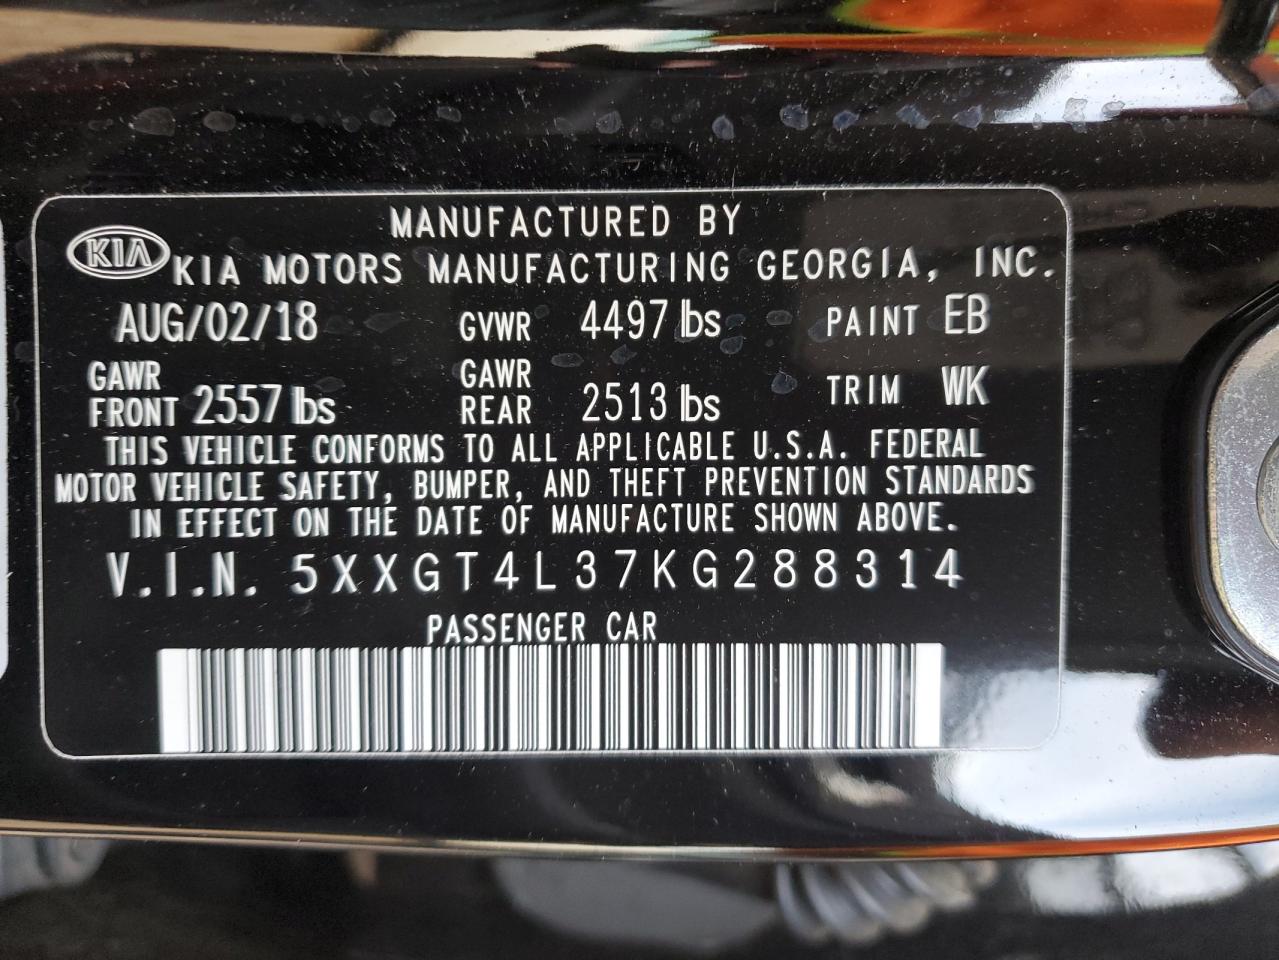 MANUFACTURED BY
KIA KIA MOTORS MANUFACTURING GEORGIA, INC.
AUG/02/18 GVWR 4497 lbs PAINT EB
GAWR FRONT 2557 lbs GAWR REAR 2513 lbs TRIM WK
THIS VEHICLE CONFORMS TO ALL APPLICABLE U.S.A. FEDERAL
MOTOR VEHICLE SAFETY, BUMPER, AND THEFT PREVENTION STANDARDS
IN EFFECT ON THE DATE OF MANUFACTURE SHOWN ABOVE.
V.I.N. 5XXGT4L37KG288314
PASSENGER CAR